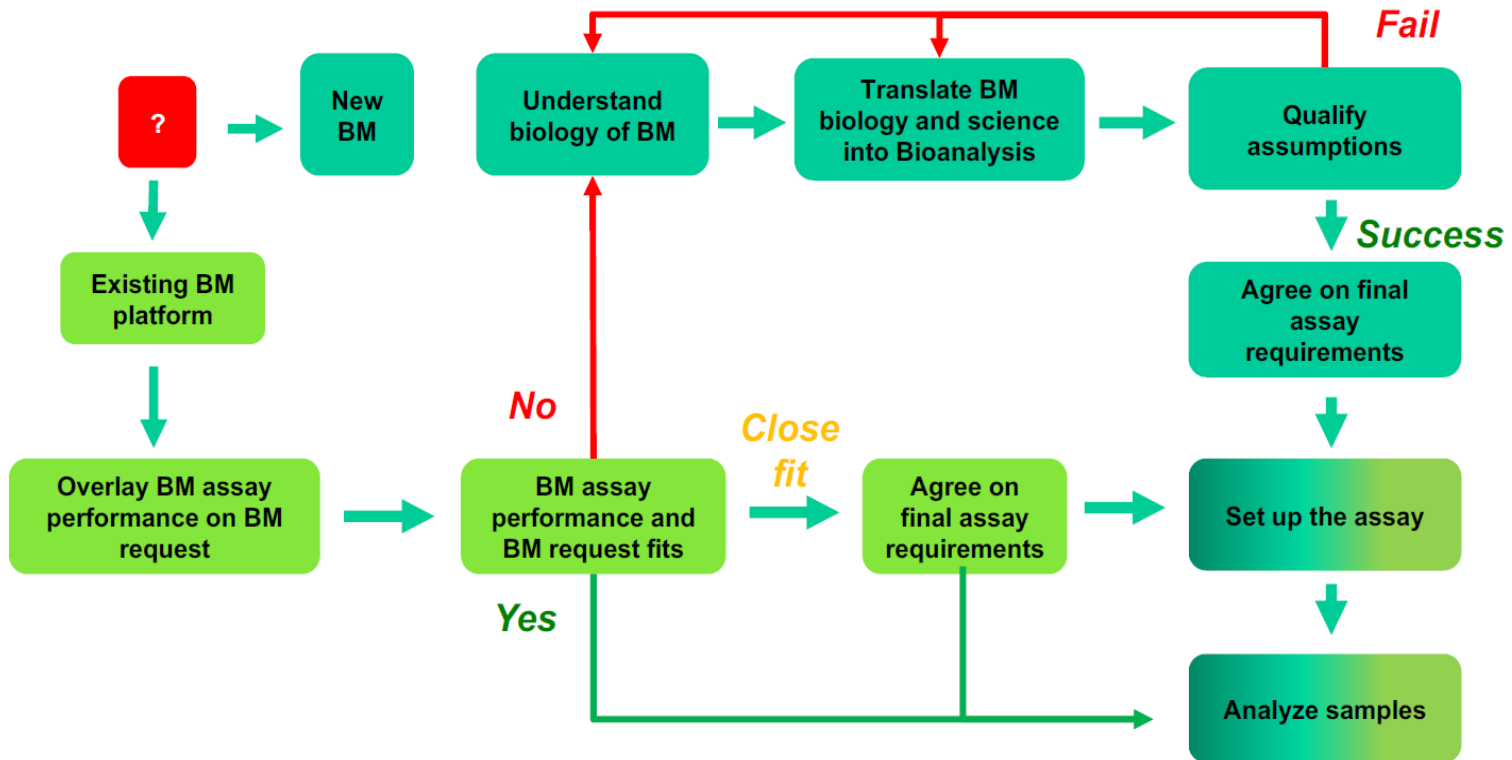 Fail
?
New
BM
Understand
biology of BM
Translate BM
biology and science
into Bioanalysis
Qualify
assumptions
Success
Existing BM
platform
Agree on final
assay
requirements
No
Close
fit
Overlay BM assay
performance on BM
request
BM assay
performance and
BM request fits
Agree on
final assay
requirements
Set up the assay
Yes
Analyze samples